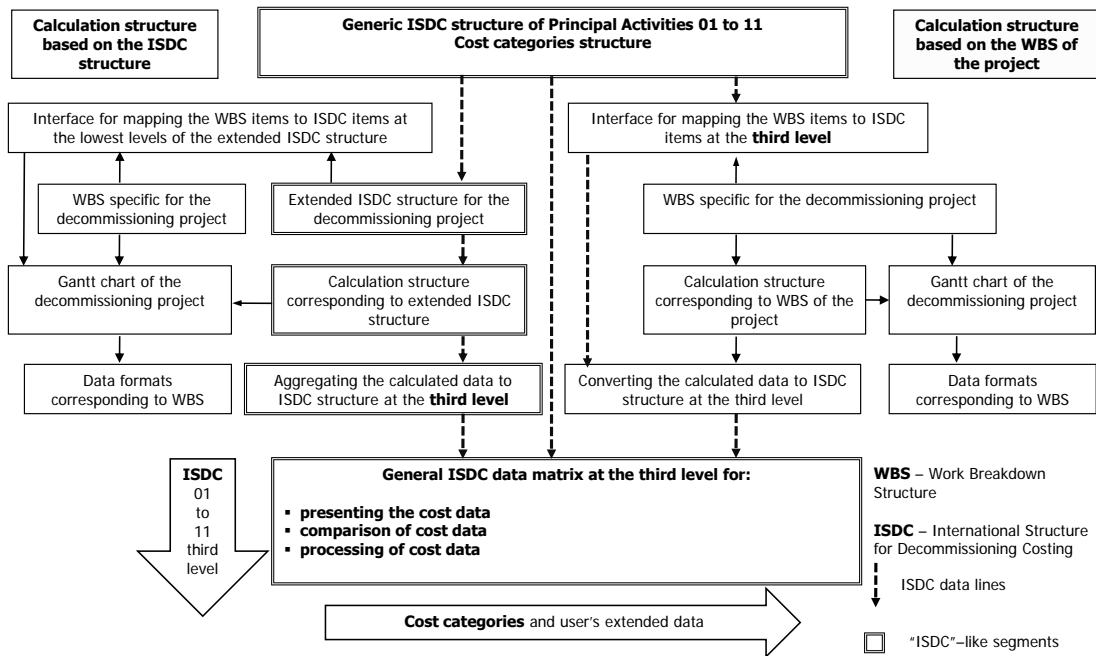 Calculation structure
based on the ISDC
structure
Generic ISDC structure of Principal Activities 01 to 11
Cost categories structure
Calculation structure
based on the WBS of
the project
Interface for mapping the WBS items to ISDC items at
the lowest levels of the extended ISDC structure
Interface for mapping the WBS items to ISDC
items at the third level
WBS specific for the
decommissioning project
Extended ISDC structure for the
decommissioning project
WBS specific for the decommissioning project
Gantt chart of the
decommissioning project
Calculation structure
corresponding to extended ISDC
structure
Calculation structure
corresponding to WBS of the
project
Gantt chart of the
decommissioning project
Data formats
corresponding to WBS
Aggregating the calculated data to
ISDC structure at the third level
Converting the calculated data to ISDC
structure at the third level
Data formats
corresponding to WBS
ISDC
01
to
11
third
level
General ISDC data matrix at the third level for:
▪ presenting the cost data
▪ comparison of cost data
▪ processing of cost data
WBS – Work Breakdown
Structure
ISDC – International Structure
for Decommissioning Costing
ISDC data lines
"ISDC"–like segments
Cost categories and user's extended data